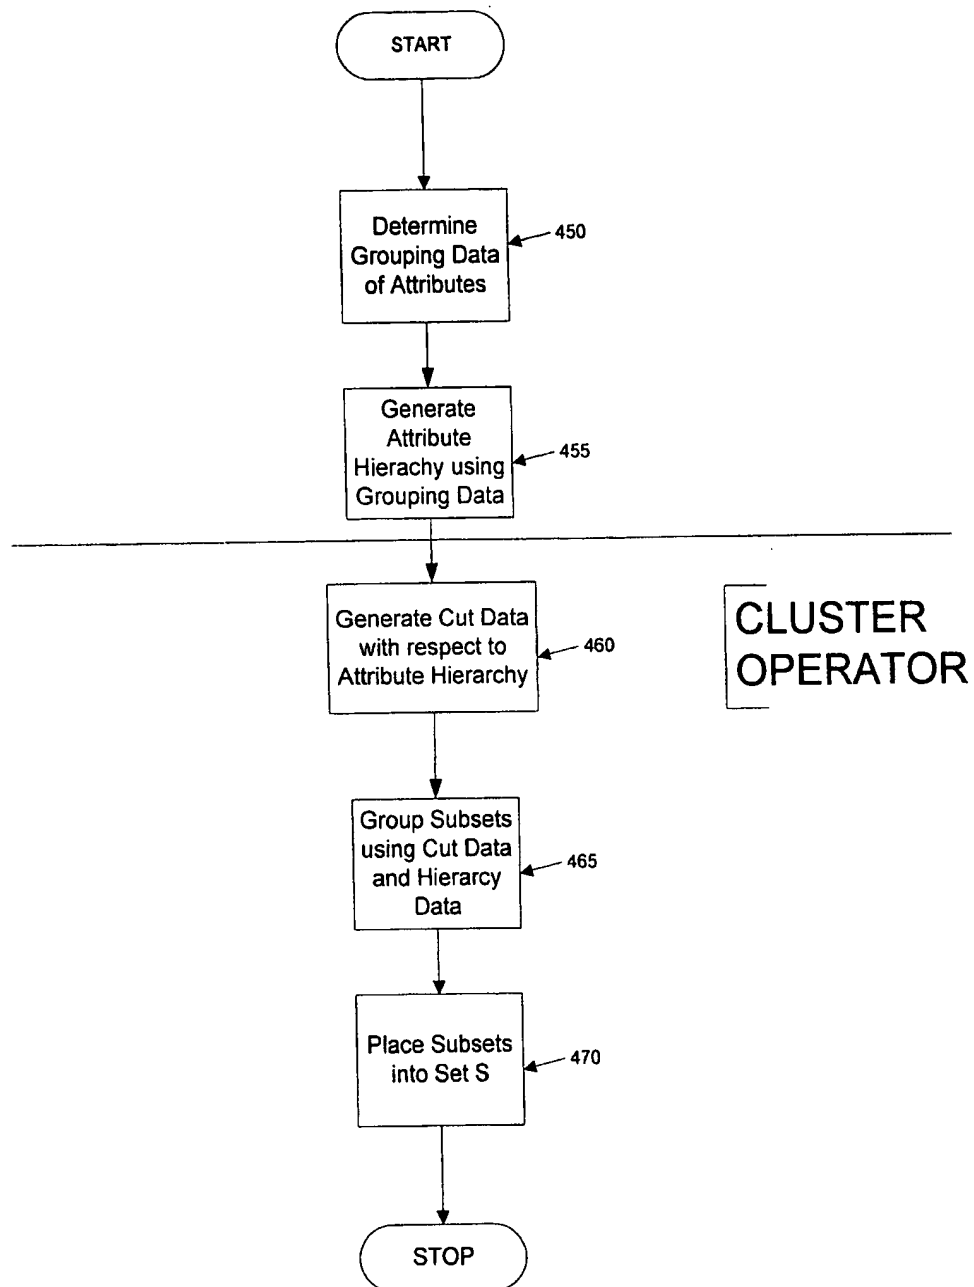 START
Determine
Grouping Data
of Attributes
450
Generate
Attribute
Hierachy using
Grouping Data
455
Generate Cut Data
with respect to
Attribute Hierarchy
460
CLUSTER
OPERATOR
Group Subsets
using Cut Data
and Hierarcy
Data
465
Place Subsets
into Set S
470
STOP